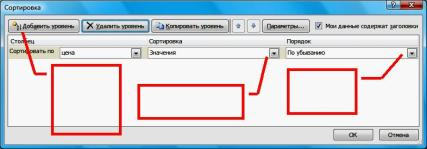 Сортировка
Добавить уровень Удалить уровень Копировать уровень Параметры... Мои данные содержат заголовки
Столбец Сортировка Порядок
Сортировать по цена Значения По убыванию
OK Отмена